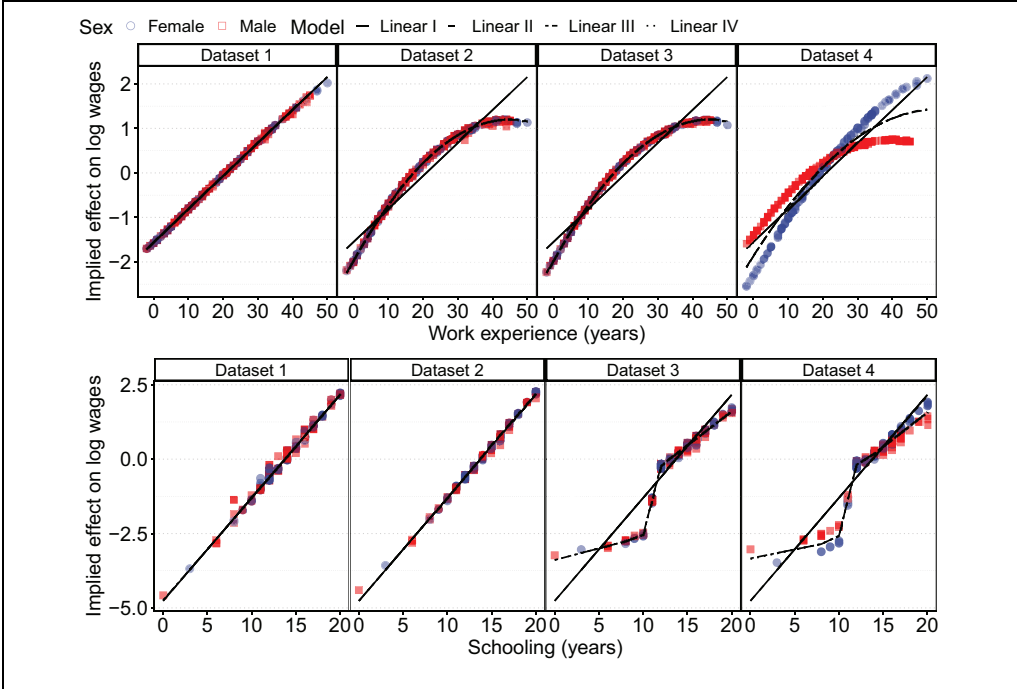 Sex Female Male Model Linear I Linear II Linear III Linear IV
Dataset 1 Dataset 2 Dataset 3 Dataset 4
Implied effect on log wages
2
1
0
−1
−2
0 10 20 30 40 50 0 10 20 30 40 50 0 10 20 30 40 50 0 10 20 30 40 50
Work experience (years)
Dataset 1 Dataset 2 Dataset 3 Dataset 4
Implied effect on log wages
2.5
0.0
−2.5
−5.0
0 5 10 15 20 0 5 10 15 20 0 5 10 15 20 0 5 10 15 20
Schooling (years)